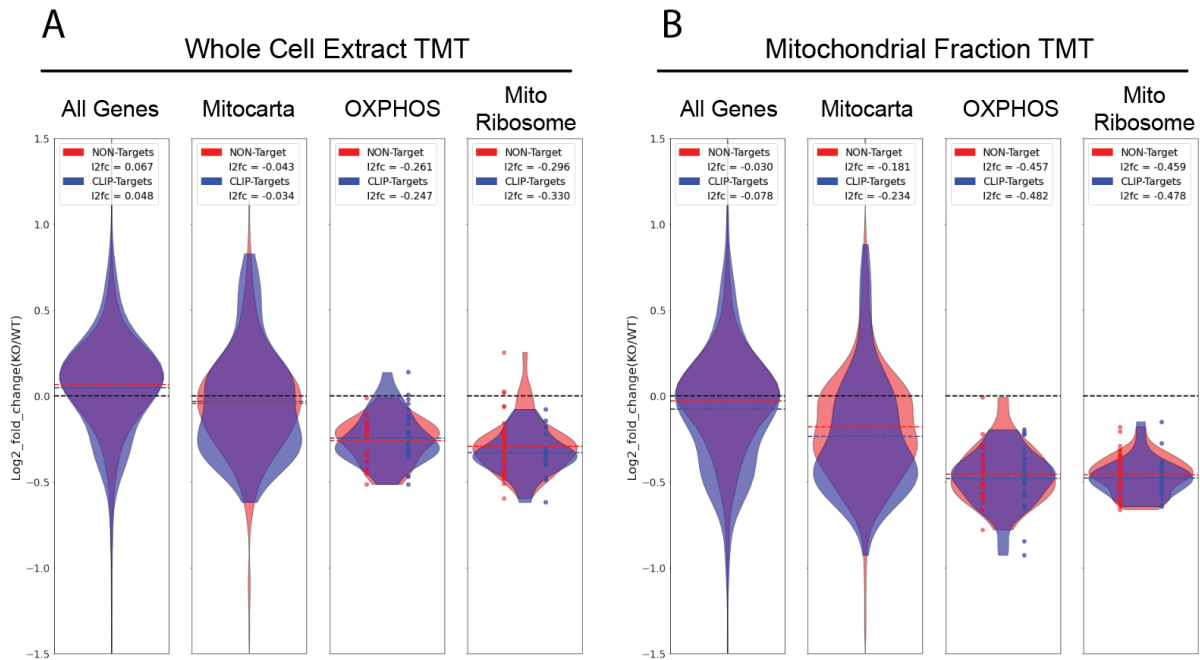 A
Whole Cell Extract TMT
All Genes
Mitocarta
OXPHOS
Mito
Ribosome
NON-Targets
l2fc = 0.067
CLIP-Targets
l2fc = 0.048
NON-Target
l2fc = -0.043
CLIP-Targets
l2fc = -0.034
NON-Target
l2fc = -0.261
CLIP-Targets
l2fc = -0.247
NON-Target
l2fc = -0.296
CLIP-Targets
l2fc = -0.330
Log2_fold_change(KO/WT)
1.5
1.0
0.5
0.0
−0.5
−1.0
−1.5
B
Mitochondrial Fraction TMT
All Genes
Mitocarta
OXPHOS
Mito
Ribosome
NON-Targets
l2fc = -0.030
CLIP-Targets
l2fc = -0.078
NON-Target
l2fc = -0.181
CLIP-Targets
l2fc = -0.234
NON-Target
l2fc = -0.457
CLIP-Targets
l2fc = -0.482
NON-Target
l2fc = -0.459
CLIP-Targets
l2fc = -0.478
Log2_fold_change(KO/WT)
1.5
1.0
0.5
0.0
−0.5
−1.0
−1.5